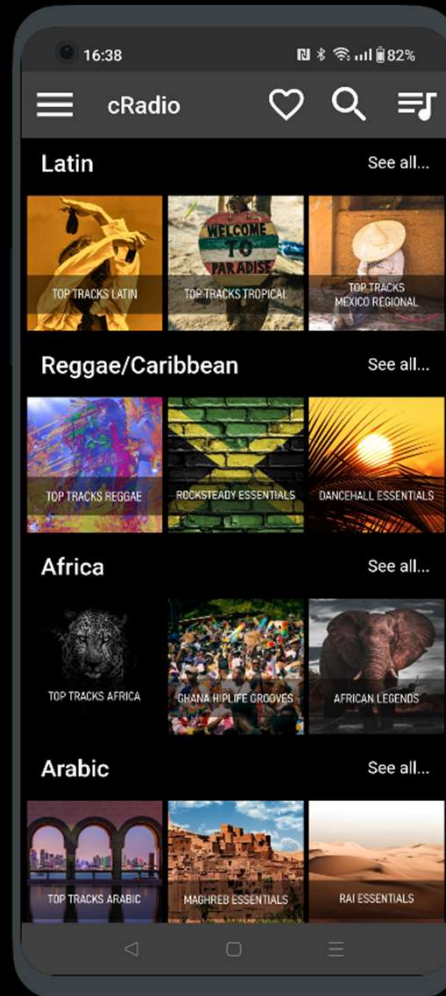 16:38
82%
cRadio
Latin
See all...
WELCOME
TO
PARADISE
TOP TRACKS LATIN
TOP TRACKS TROPICAL
TOP TRACKS
MEXICO REGIONAL
Reggae/Caribbean
See all...
TOP TRACKS REGGAE
ROCKSTEADY ESSENTIALS
DANCEHALL ESSENTIALS
Africa
See all...
TOP TRACKS AFRICA
GHANA HIPLIFE GROOVES
AFRICAN LEGENDS
Arabic
See all...
TOP TRACKS ARABIC
MAGHREB ESSENTIALS
RAI ESSENTIALS